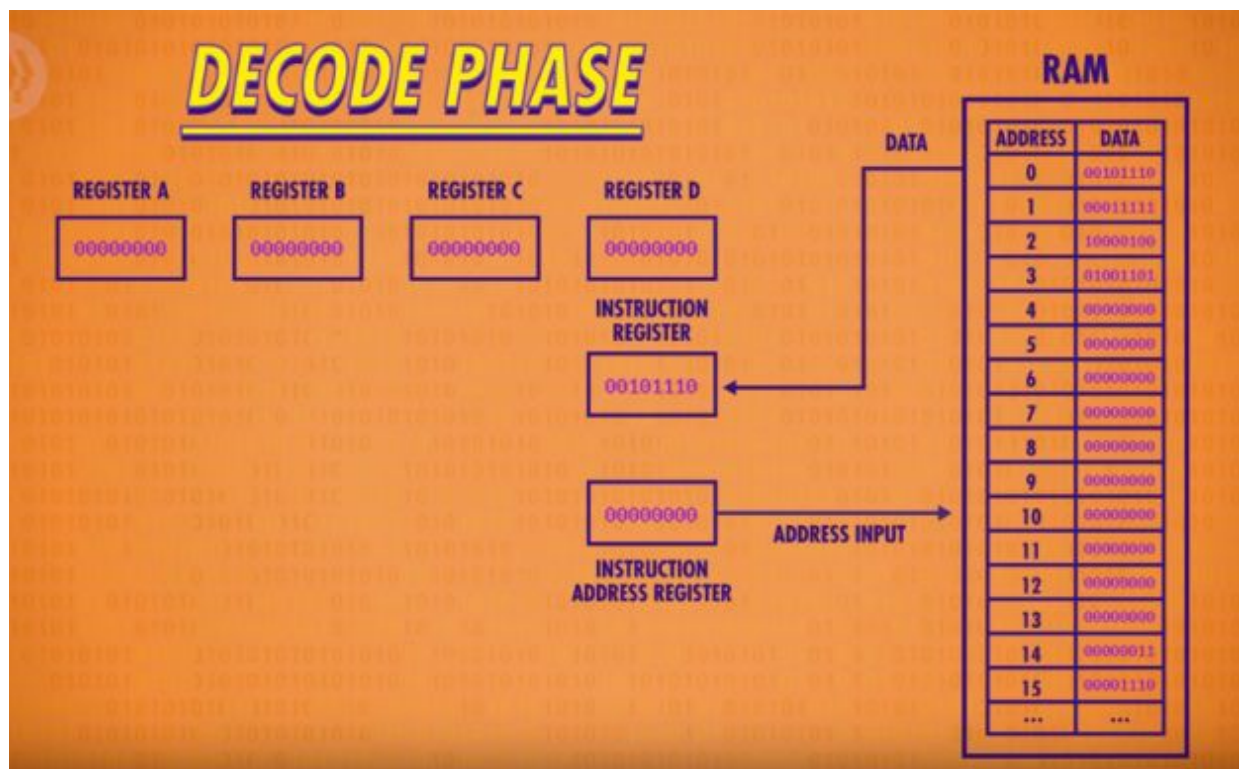 DECODE PHASE
REGISTER A REGISTER B REGISTER C REGISTER D
00000000 00000000 00000000 00000000
INSTRUCTION
REGISTER
00101110
00000000
INSTRUCTION
ADDRESS REGISTER
DATA
ADDRESS INPUT
RAM
ADDRESS DATA
0 00101110
1 00011111
2 10000100
3 01001101
4 00000000
5 00000000
6 00000000
7 00000000
8 00000000
9 00000000
10 00000000
11 00000000
12 00000000
13 00000000
14 00000011
15 00001110
... ...